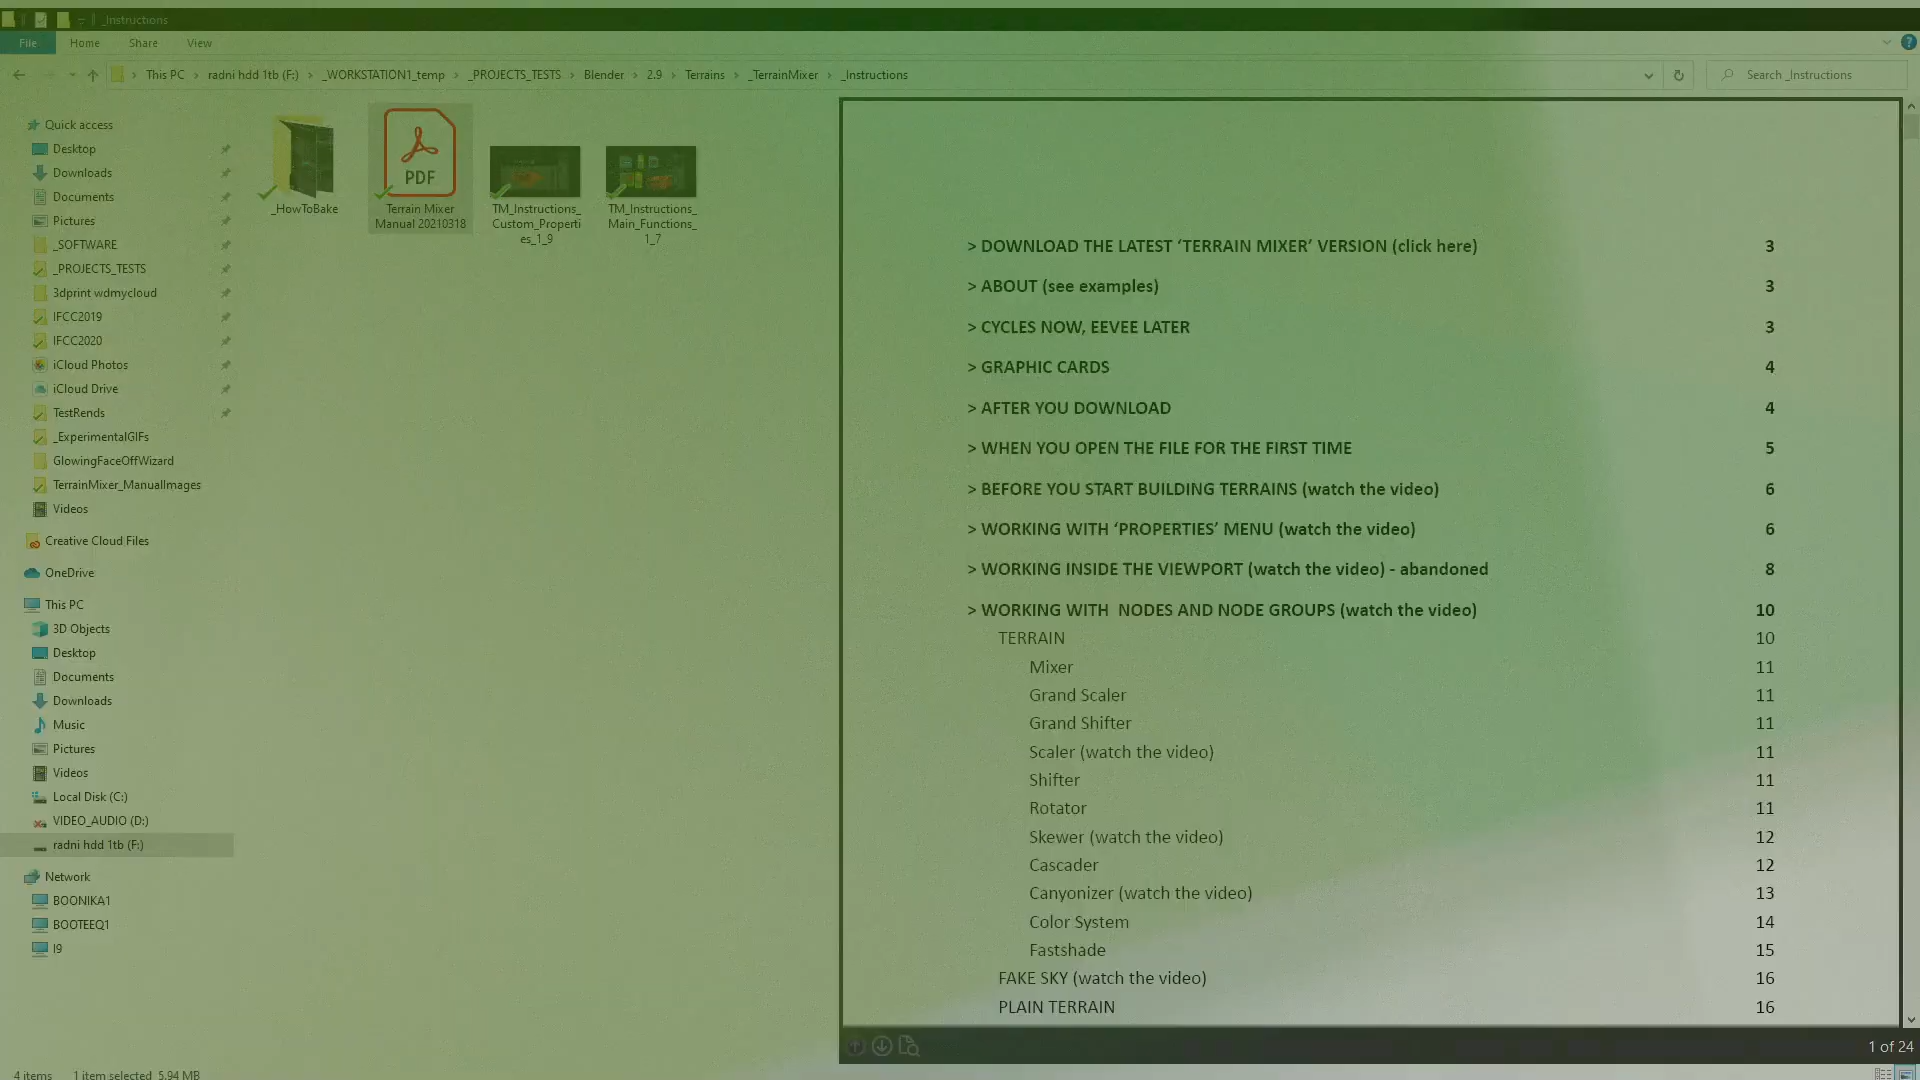 _Instructions
File Home Share View
This PC > radni hdd 1tb (F:) > _WORKSTATION1_temp > _PROJECTS_TESTS > Blender > 2.9 > Terrains > _TerrainMixer > _Instructions
Search _Instructions
Quick access
Desktop
Downloads
Documents
Pictures
_SOFTWARE
_PROJECTS_TESTS
3dprint wdmycloud
IFCC2019
IFCC2020
iCloud Photos
iCloud Drive
TestRends
_ExperimentalGIFs
GlowingFaceOffWizard
TerrainMixer_ManualImages
Videos
Creative Cloud Files
OneDrive
This PC
3D Objects
Desktop
Documents
Downloads
Music
Pictures
Videos
Local Disk (C:)
VIDEO_AUDIO (D:)
radni hdd 1tb (F:)
Network
BOONIKA1
BOOTEEQ1
I9
4 items 1 item selected 5.94 MB
_HowToBake
PDF
Terrain Mixer
Manual 20210318
TM_Instructions_
Custom_Properti
es_1_9
TM_Instructions_
Main_Functions_
1_7
> DOWNLOAD THE LATEST ‘TERRAIN MIXER’ VERSION (click here) 3
> ABOUT (see examples) 3
> CYCLES NOW, EEVEE LATER 3
> GRAPHIC CARDS 4
> AFTER YOU DOWNLOAD 4
> WHEN YOU OPEN THE FILE FOR THE FIRST TIME 5
> BEFORE YOU START BUILDING TERRAINS (watch the video) 6
> WORKING WITH ‘PROPERTIES’ MENU (watch the video) 6
> WORKING INSIDE THE VIEWPORT (watch the video) - abandoned 8
> WORKING WITH NODES AND NODE GROUPS (watch the video) 10
TERRAIN 10
Mixer 11
Grand Scaler 11
Grand Shifter 11
Scaler (watch the video) 11
Shifter 11
Rotator 11
Skewer (watch the video) 12
Cascader 12
Canyonizer (watch the video) 13
Color System 14
Fastshade 15
FAKE SKY (watch the video) 16
PLAIN TERRAIN 16
1 of 24